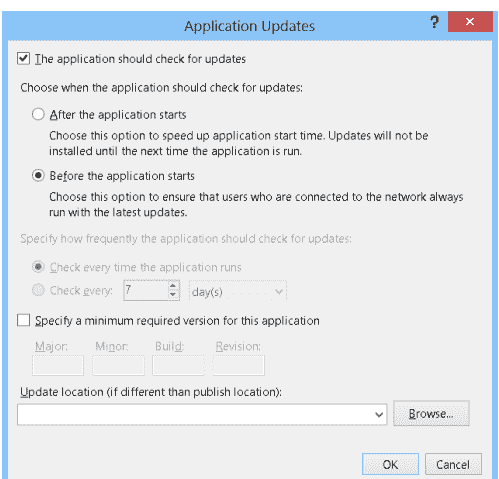 Application Updates
?
x
The application should check for updates
Choose when the application should check for updates:
After the application starts
Choose this option to speed up application start time. Updates will not be
installed until the next time the application is run.
Before the application starts
Choose this option to ensure that users who are connected to the network always
run with the latest updates.
Specify how frequently the application should check for updates:
Check every time the application runs
Check every: 7 day(s)
Specify a minimum required version for this application
Major: Minor: Build: Revision:
Update location (if different than publish location):
Browse...
OK Cancel